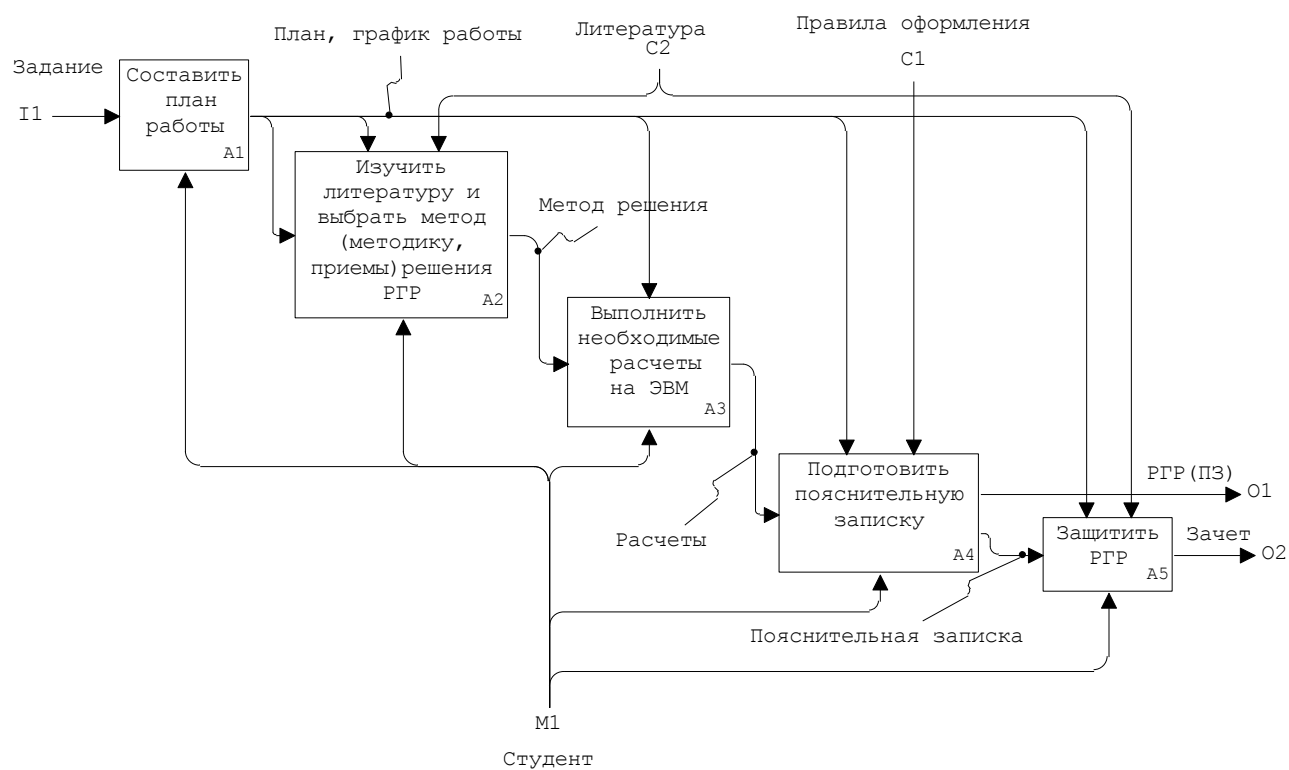 План, график работы
Литература
C2
Правила оформления
C1
Задание
I1
Составить
план
работы
A1
Изучить
литературу и
выбрать метод
(методику,
приемы)решения
РГР
A2
Метод решения
Выполнить
необходимые
расчеты
на ЭВМ
A3
Расчеты
Подготовить
пояснительную
записку
A4
РГР(ПЗ)
O1
Защитить
РГР
A5
Зачет
O2
Пояснительная записка
M1
Студент